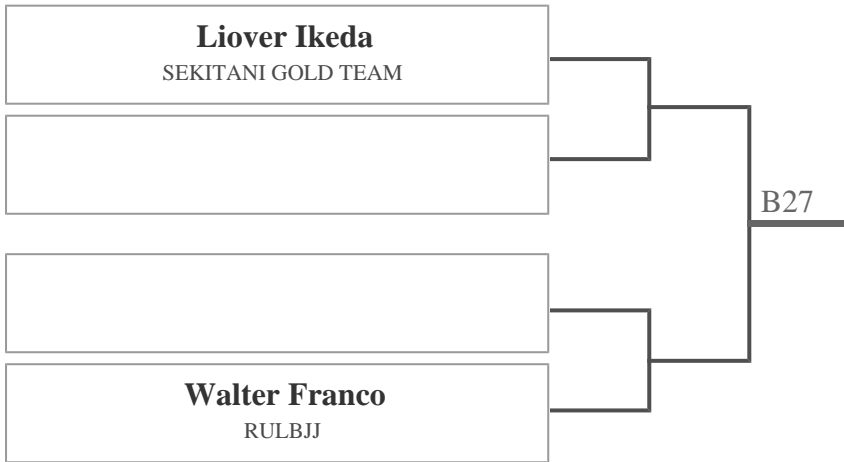 Liover Ikeda
SEKITANI GOLD TEAM
B27
Walter Franco
RULBJJ